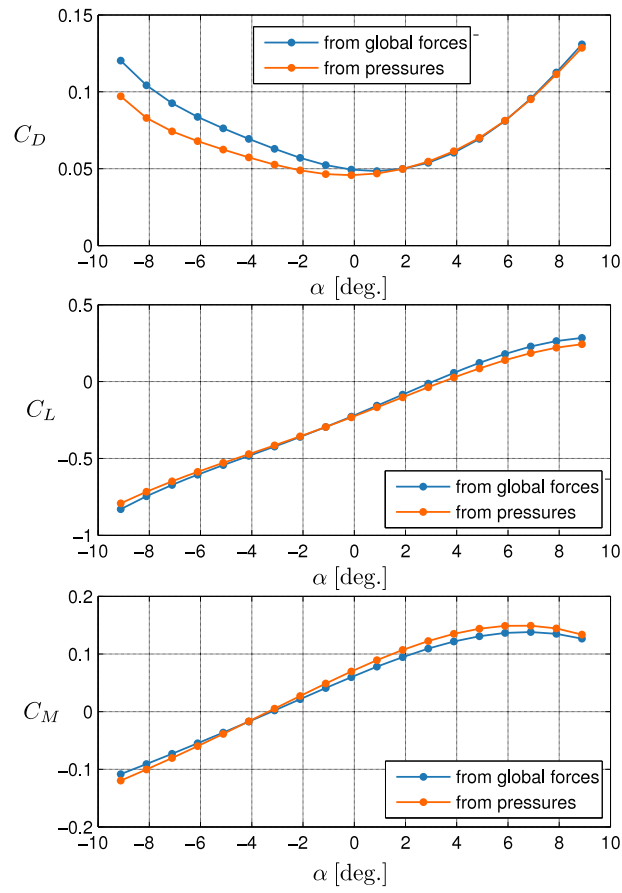 0.15
from global forces
from pressures
0.1
C_D
0.05
0
−10 −8 −6 −4 −2 0 2 4 6 8 10
α [deg.]
0.5
0
C_L
−0.5
from global forces
from pressures
−1
−10 −8 −6 −4 −2 0 2 4 6 8 10
α [deg.]
0.2
0.1
C_M
0
−0.1
from global forces
from pressures
−0.2
−10 −8 −6 −4 −2 0 2 4 6 8 10
α [deg.]